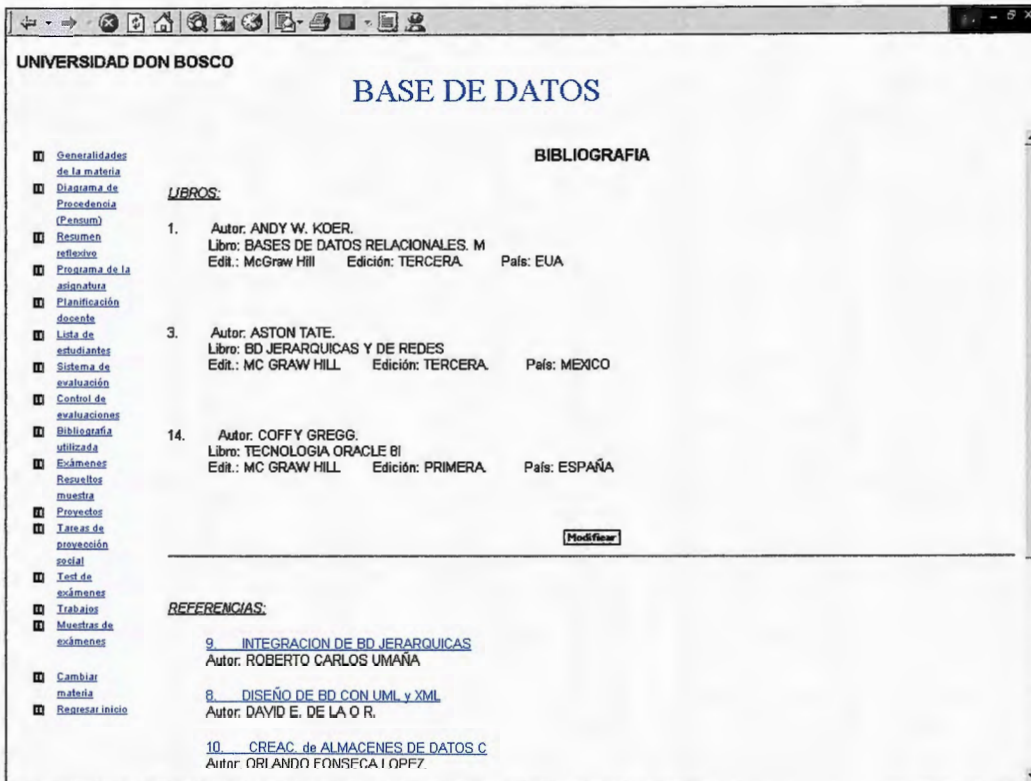 UNIVERSIDAD DON BOSCO
BASE DE DATOS
Generalidades
de la materia
Diagrama de
Procedencia
(Pensum)
Resumen
reflexivo
Programa de la
asignatura
Planificación
docente
Lista de
estudiantes
Sistema de
evaluación
Control de
evaluaciones
Bibliografia
utilizada
Exámenes
Resueltos
muestra
Proyectos
Tareas de
proyección
social
Test de
exámenes
Trabajos
Muestras de
exámenes
Cambiar
materia
Regresar inicio
BIBLIOGRAFIA
LIBROS:
1. Autor: ANDY W. KOER.
Libro: BASES DE DATOS RELACIONALES. M
Edit.: McGraw Hill Edición: TERCERA. País: EUA
3. Autor: ASTON TATE.
Libro: BD JERARQUICAS Y DE REDES
Edit.: MC GRAW HILL Edición: TERCERA. País: MEXICO
14. Autor: COFFY GREGG.
Libro: TECNOLOGIA ORACLE 8I
Edit.: MC GRAW HILL Edición: PRIMERA. País: ESPAÑA
Modificar
REFERENCIAS:
9. INTEGRACION DE BD JERARQUICAS
Autor: ROBERTO CARLOS UMAÑA
8. DISEÑO DE BD CON UML y XML
Autor: DAVID E. DE LA O R.
10. CREAC. de ALMACENES DE DATOS C
Autor: ORLANDO FONSECA LOPEZ.